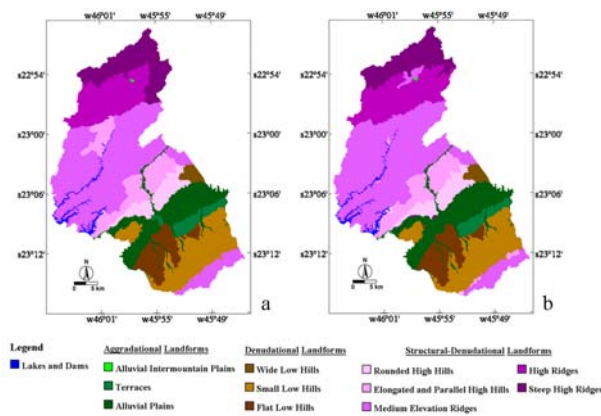 w46°01' w45°55' w45°49' w46°01' w45°55' w45°49'
s22°54' s22°54'
s23°00' s23°00'
s23°06' s23°06'
s23°12' s23°12'
N N
0 5 km 0 5 km
a b
w46°01' w45°55' w45°49' w46°01' w45°55' w45°49'
Legend Aggradational Landforms Denudational Landforms Structural-Denudational Landforms
Lakes and Dams Alluvial Intermountain Plains Wide Low Hills Rounded High Hills High Ridges
Terraces Small Low Hills Elongated and Parallel High Hills Steep High Ridges
Alluvial Plains Flat Low Hills Medium Elevation Ridges